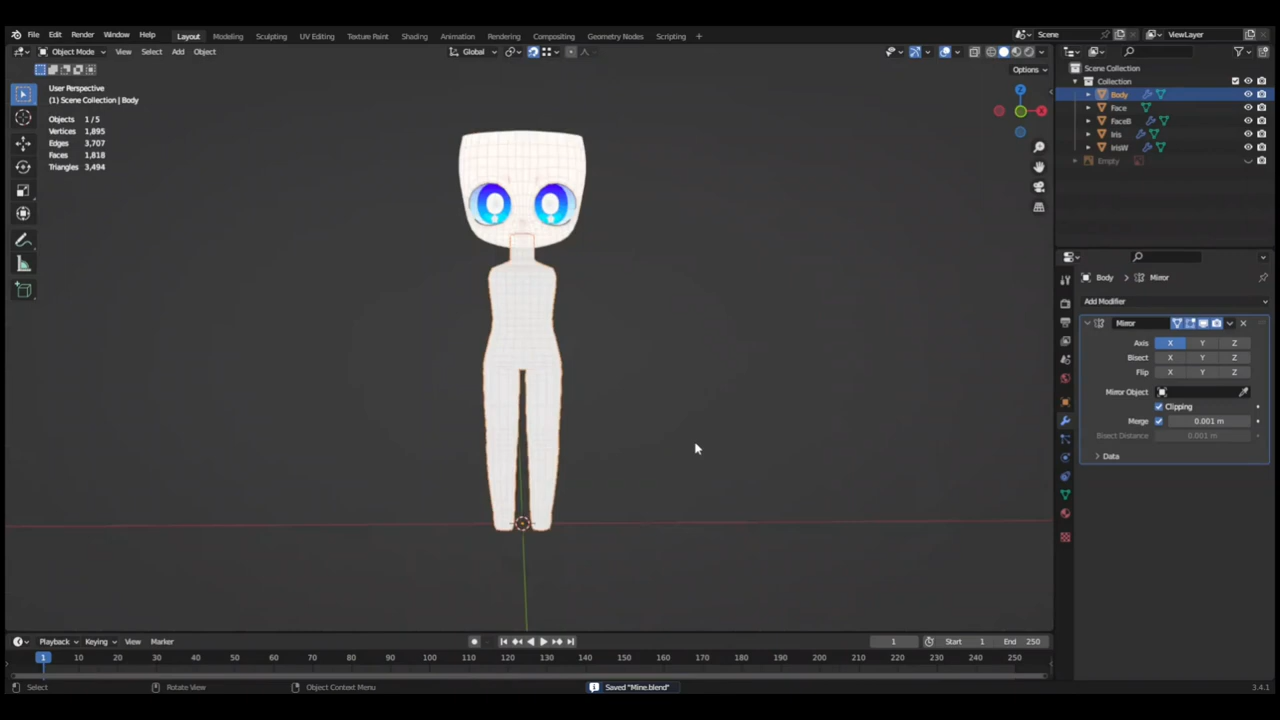 File Edit Render Window Help Layout Modeling Sculpting UV Editing Texture Paint Shading Animation Rendering Compositing Geometry Nodes Scripting + Scene ViewLayer
Object Mode View Select Add Object Global
Options
User Perspective
(1) Scene Collection | Body
Objects 1/5
Vertices 1,895
Edges 3,707
Faces 1,818
Triangles 3,494
Z
X
Scene Collection
Collection
Body
Face
FaceB
Iris
IrisW
Empty
Body > Mirror
Add Modifier
Mirror
Axis X Y Z
Bisect X Y Z
Flip X Y Z
Mirror Object
Clipping
Merge 0.001 m
Bisect Distance 0.001 m
Data
Playback Keying View Marker 1 Start 1 End 250
1 10 20 30 40 50 60 70 80 90 100 110 120 130 140 150 160 170 180 190 200 210 220 230 240 250
Select Rotate View Object Context Menu Saved "Mine.blend" 3.4.1